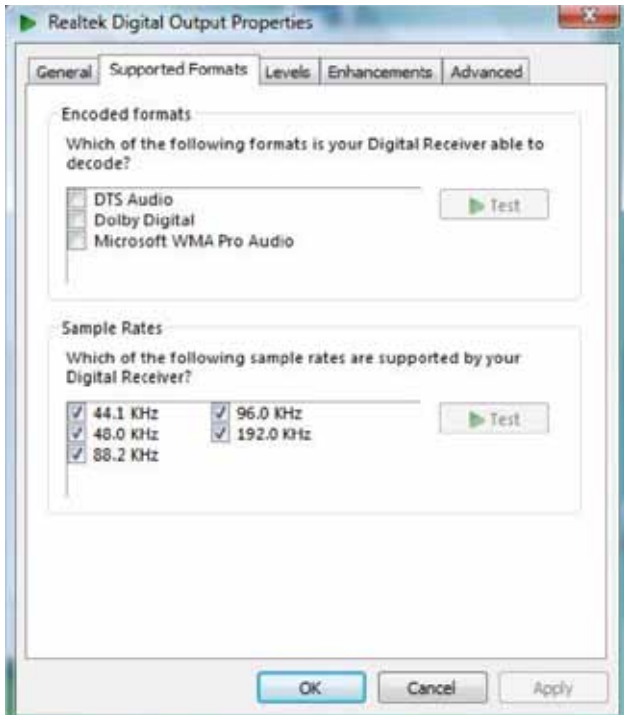 Realtek Digital Output Properties
General Supported Formats Levels Enhancements Advanced
Encoded formats
Which of the following formats is your Digital Receiver able to
decode?
DTS Audio
Dolby Digital
Microsoft WMA Pro Audio
Test
Sample Rates
Which of the following sample rates are supported by your
Digital Receiver?
44.1 KHz 96.0 KHz
48.0 KHz 192.0 KHz
88.2 KHz
Test
OK Cancel Apply